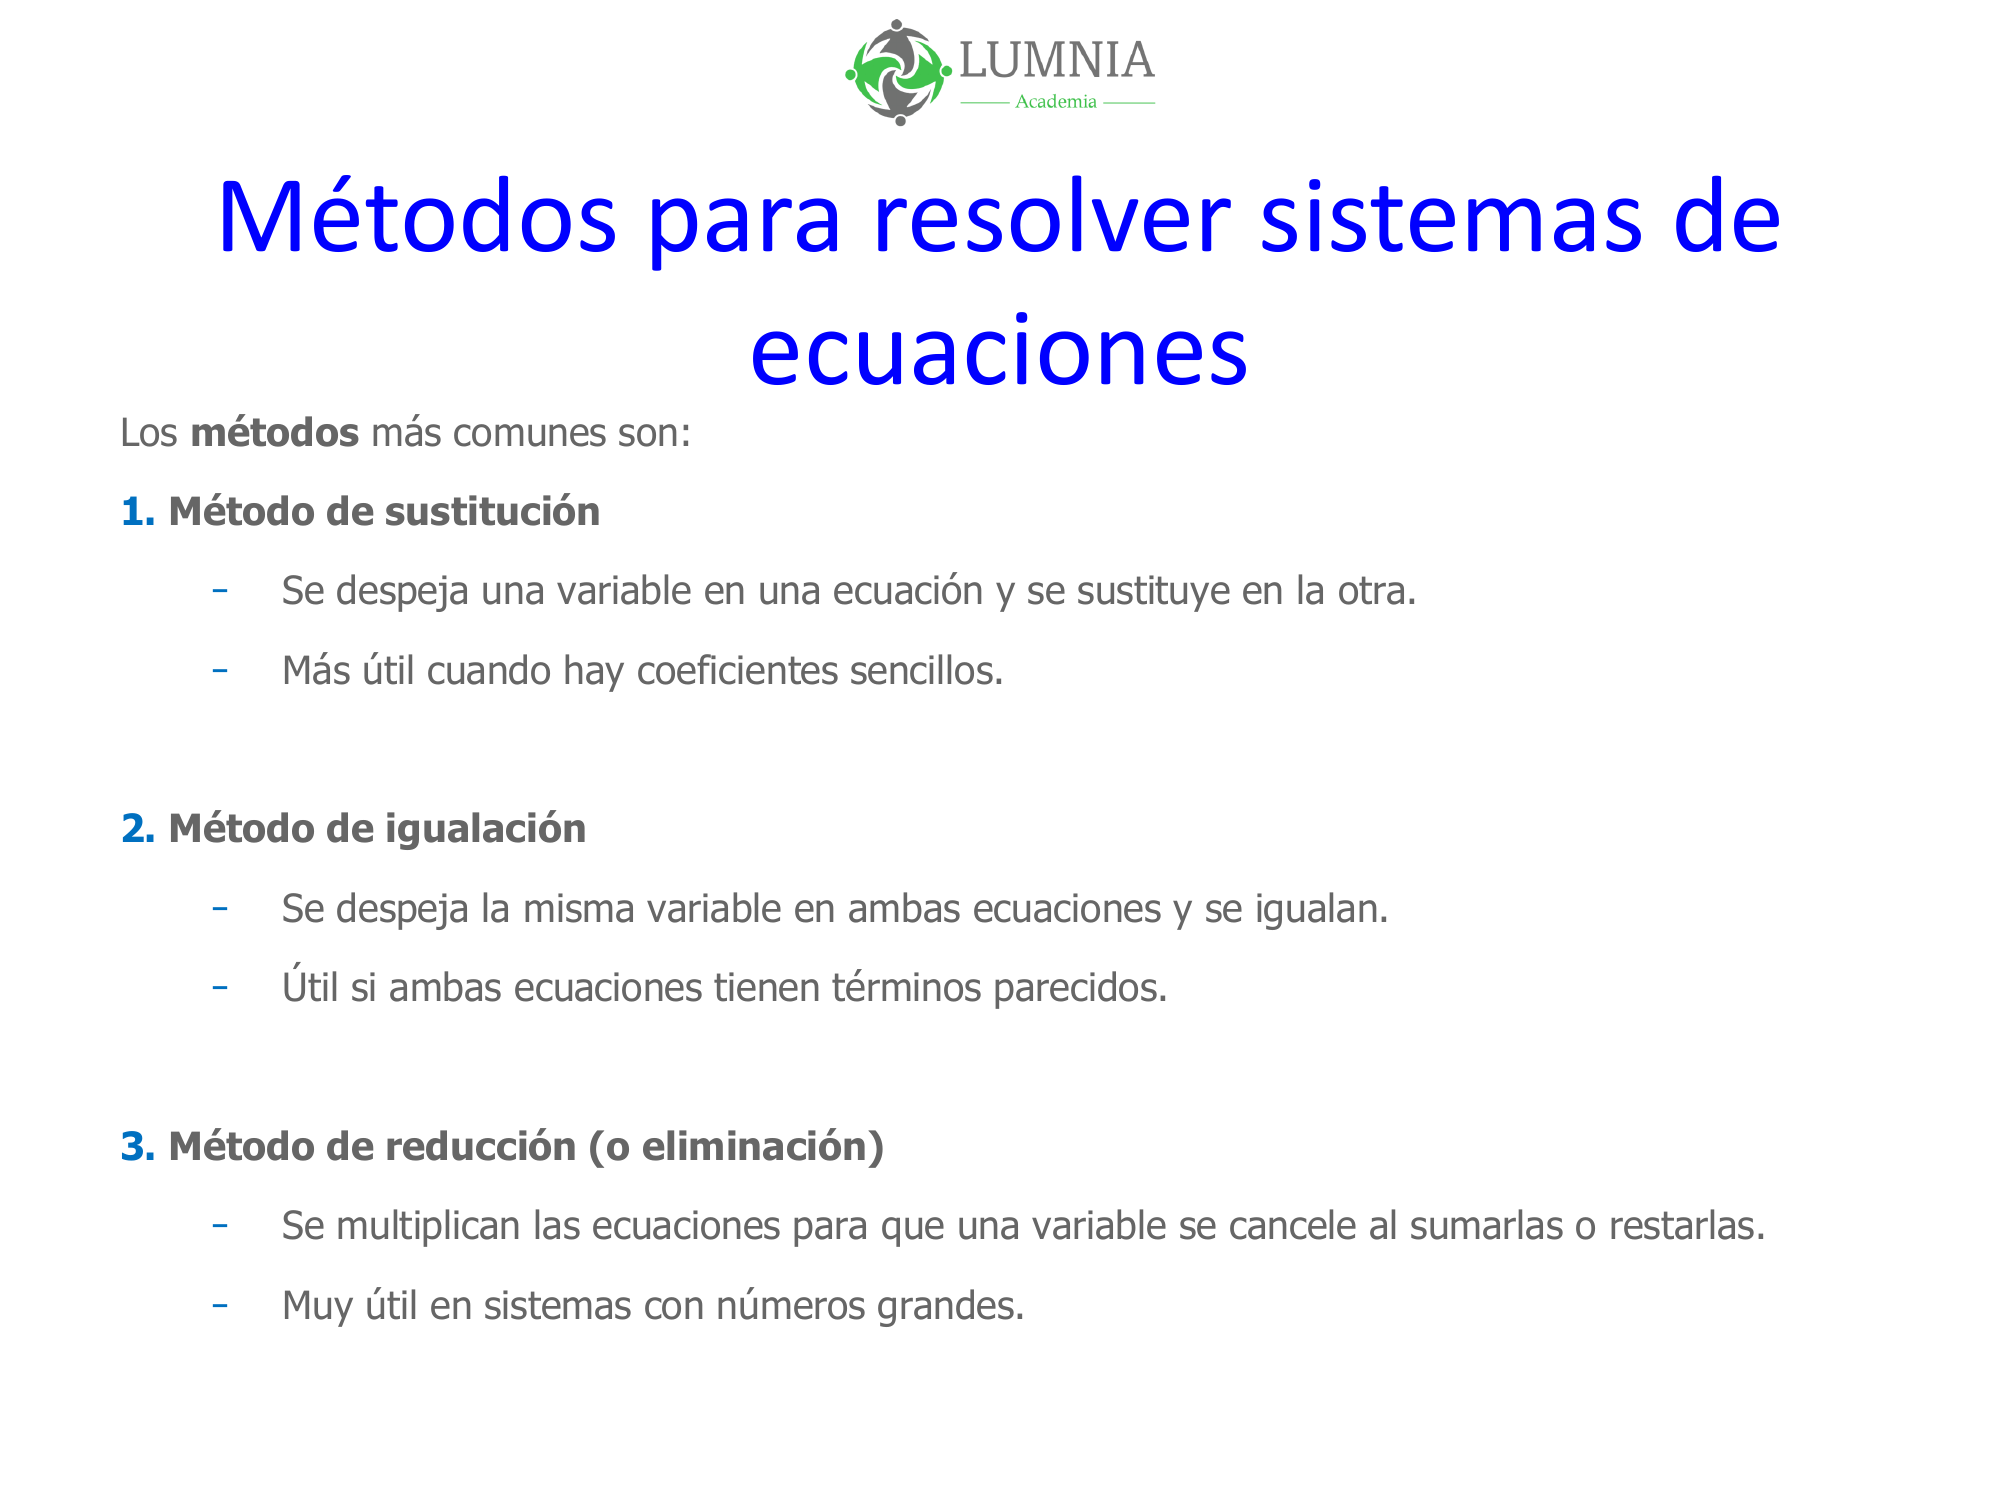 LUMNIA
Academia
Métodos para resolver sistemas de
ecuaciones
Los métodos más comunes son:
1. Método de sustitución
- Se despeja una variable en una ecuación y se sustituye en la otra.
- Más útil cuando hay coeficientes sencillos.
2. Método de igualación
- Se despeja la misma variable en ambas ecuaciones y se igualan.
- Útil si ambas ecuaciones tienen términos parecidos.
3. Método de reducción (o eliminación)
- Se multiplican las ecuaciones para que una variable se cancele al sumarlas o restarlas.
- Muy útil en sistemas con números grandes.